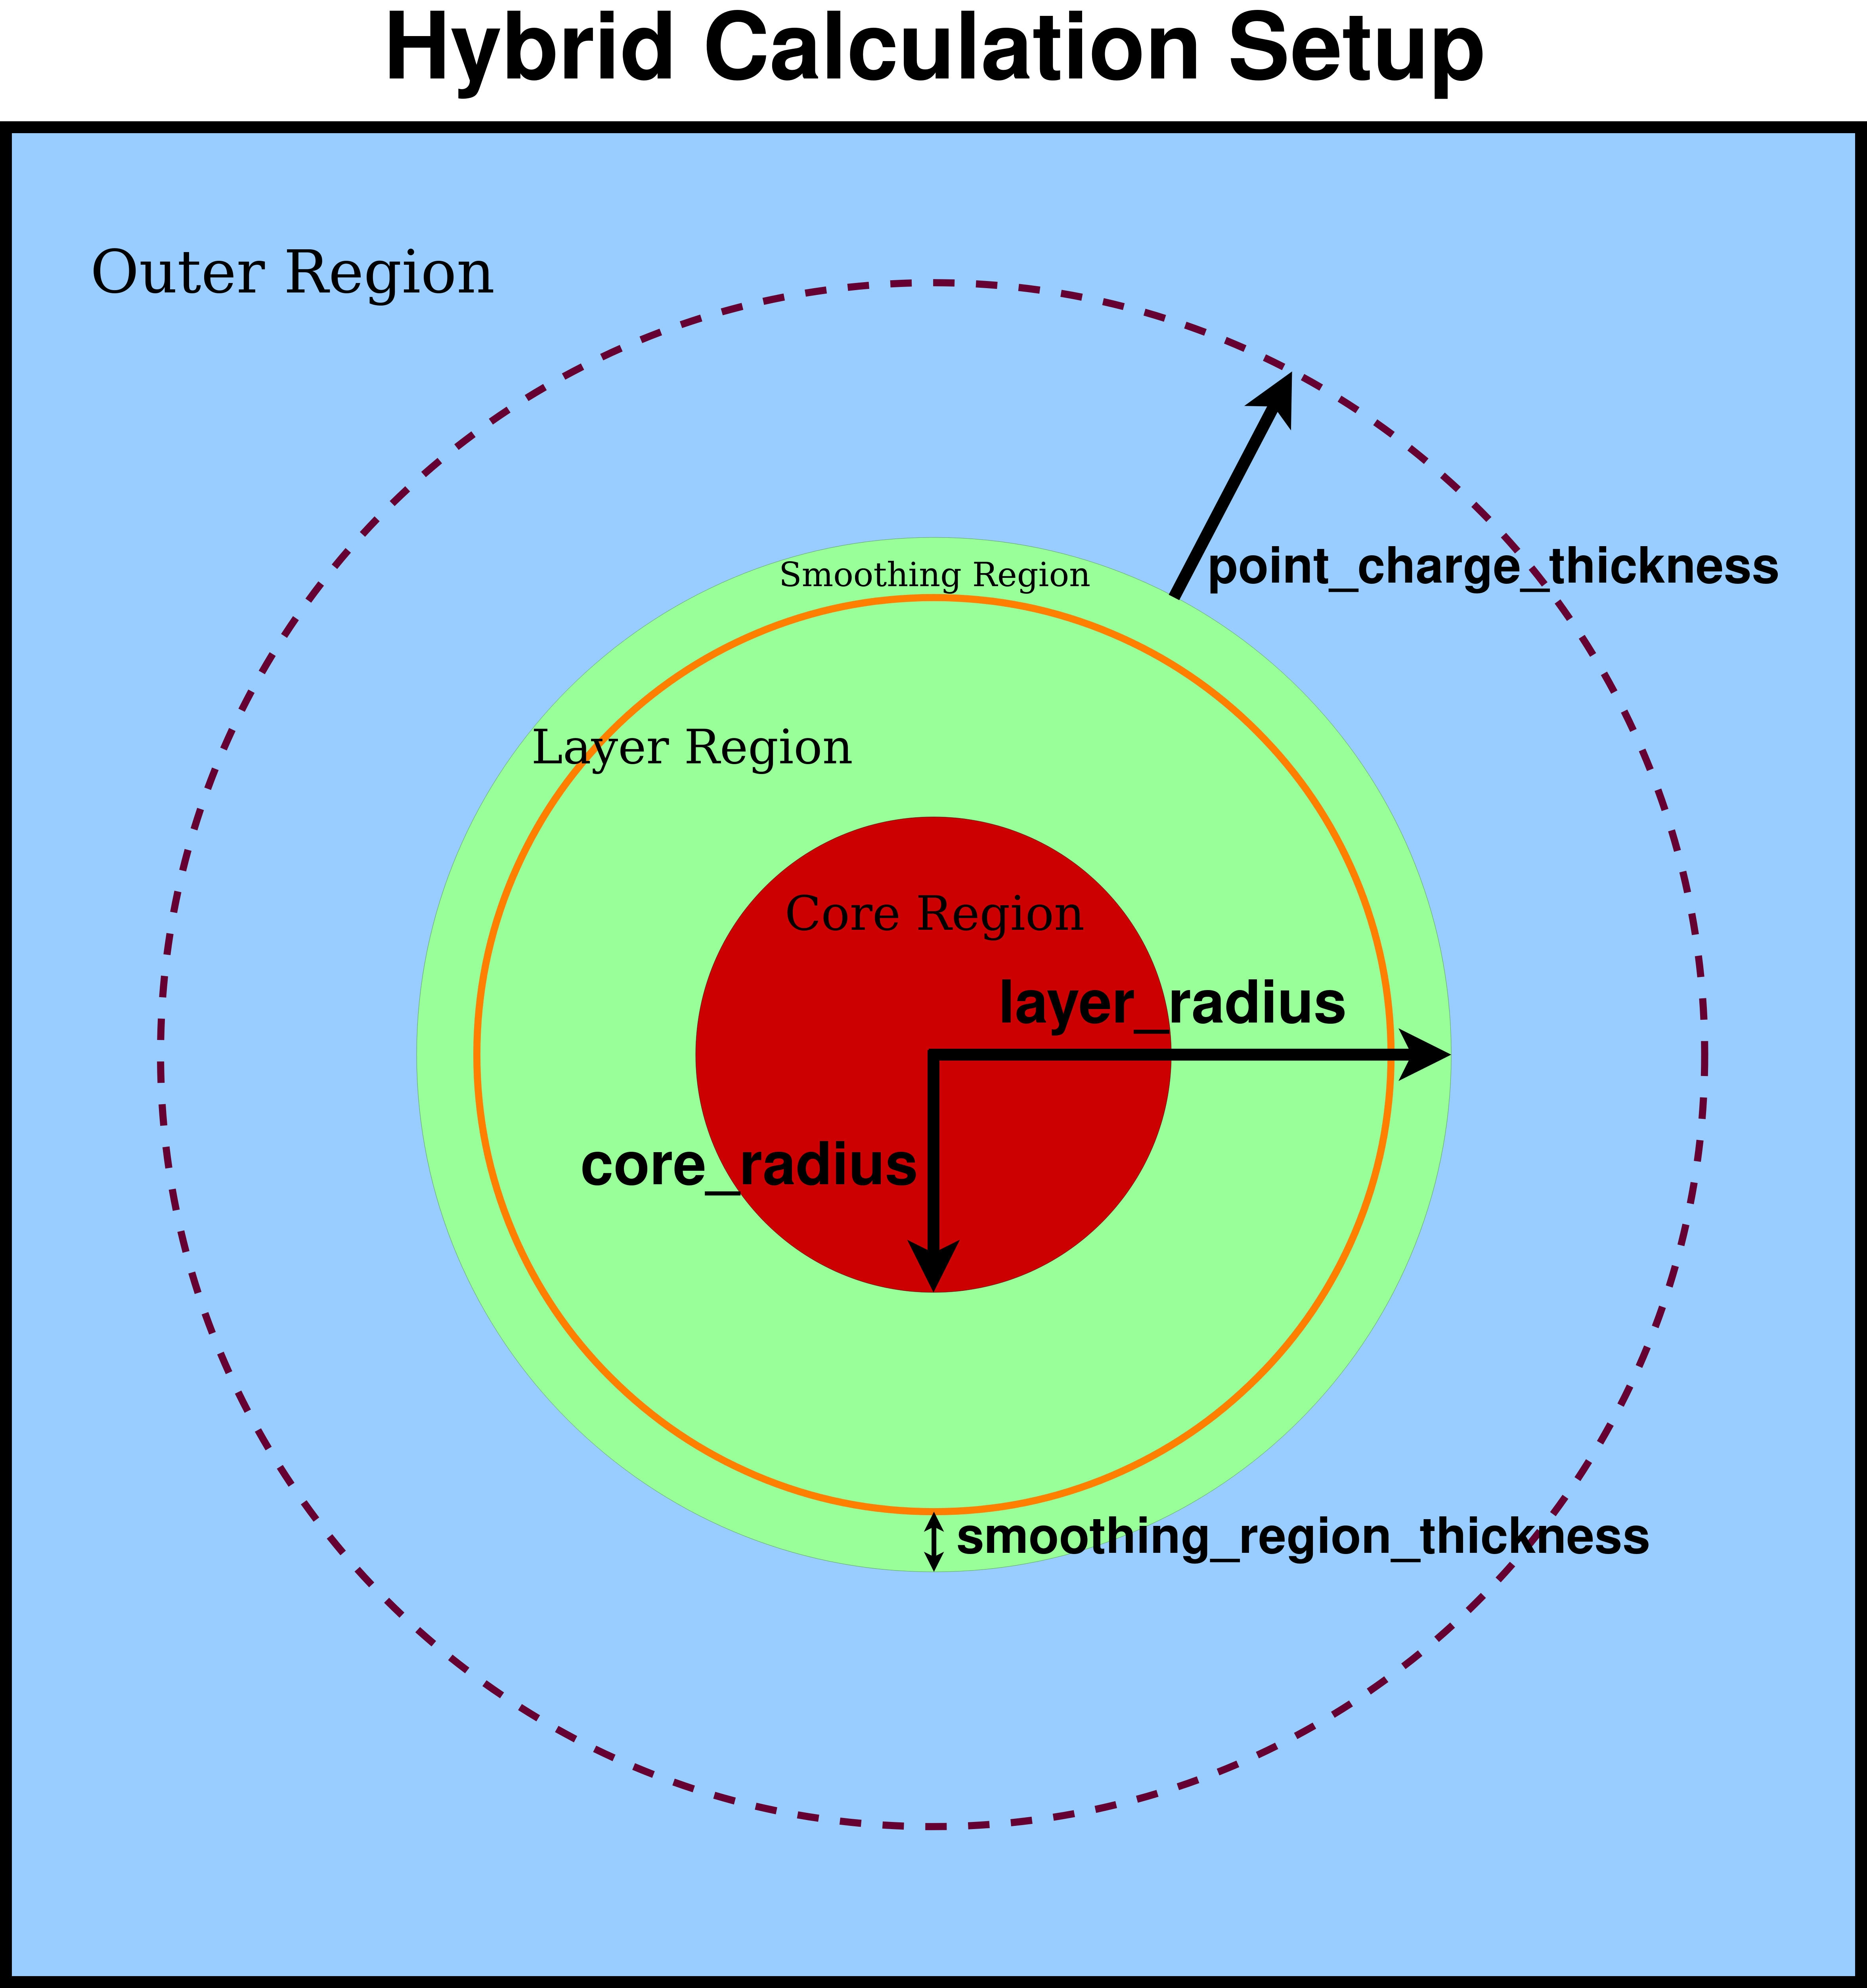 Hybrid Calculation Setup
Outer Region
point_charge_thickness
Smoothing Region
Layer Region
Core Region
layer_radius
core_radius
smoothing_region_thickness